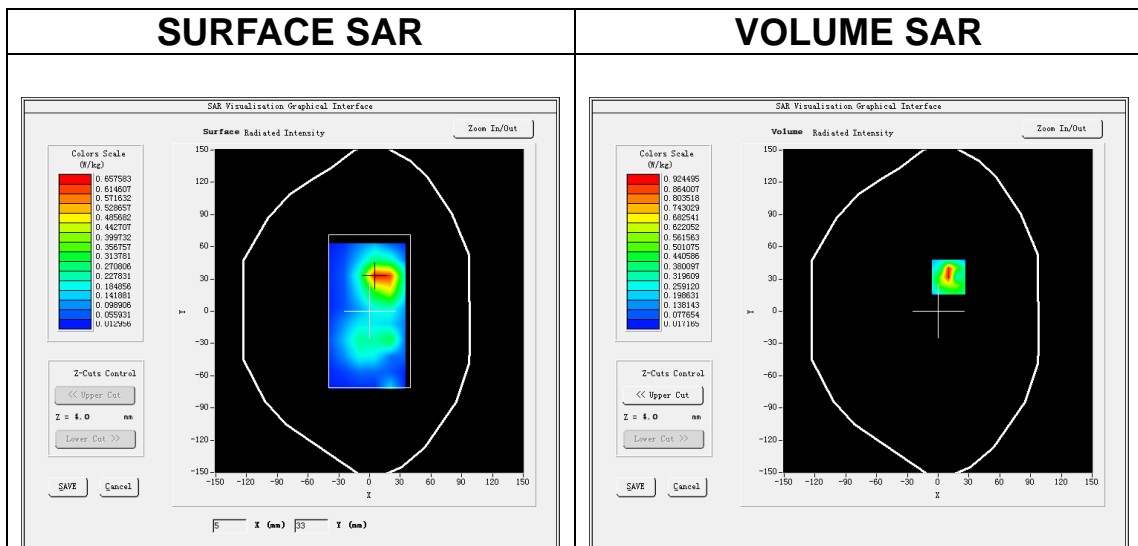 SURFACE SAR
VOLUME SAR
SAR Visualisation Graphical Interface
Surface Radiated Intensity
Zoom In/Out
Colors Scale
(W/kg)
0.657583
0.614607
0.571632
0.528657
0.485682
0.442707
0.399732
0.356757
0.313781
0.270806
0.227831
0.184856
0.141881
0.098906
0.055931
0.012956
150
120
90
60
30
0
-30
-60
-90
-120
-150
Y
-150 -120 -90 -60 -30 0 30 60 90 120 150
X
Z-Cuts Control
<< Upper Cut
Z = 4.0 mm
Lower Cut >>
SAVE Cancel
5 X (mm) 33 Y (mm)
SAR Visualisation Graphical Interface
Volume Radiated Intensity
Zoom In/Out
Colors Scale
(W/kg)
0.924495
0.864007
0.803518
0.743029
0.682541
0.622052
0.561563
0.501075
0.440586
0.380097
0.319609
0.259120
0.198631
0.138143
0.077654
0.017165
150
120
90
60
30
0
-30
-60
-90
-120
-150
Y
-150 -120 -90 -60 -30 0 30 60 90 120 150
X
Z-Cuts Control
<< Upper Cut
Z = 4.0 mm
Lower Cut >>
SAVE Cancel